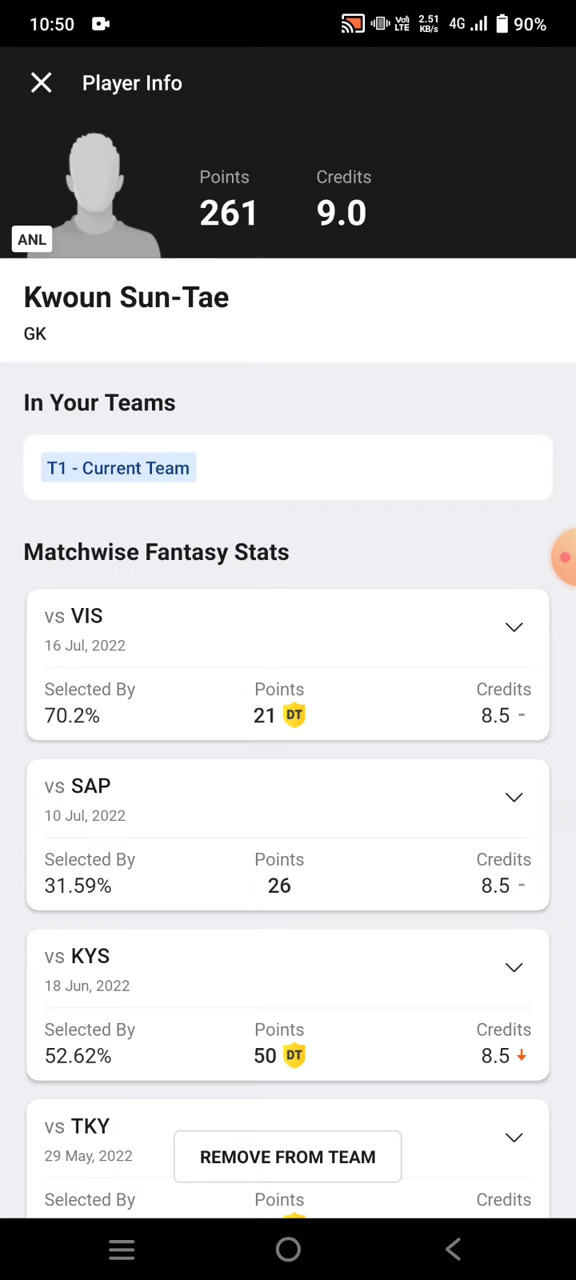 10:50
Vo) LTE 2.51 KB/s 4G 90%
Player Info
Points Credits
261 9.0
ANL
Kwoun Sun-Tae
GK
In Your Teams
T1 - Current Team
Matchwise Fantasy Stats
vs VIS
16 Jul, 2022
Selected By Points Credits
70.2% 21 DT 8.5 -
vs SAP
10 Jul, 2022
Selected By Points Credits
31.59% 26 8.5 -
vs KYS
18 Jun, 2022
Selected By Points Credits
52.62% 50 DT 8.5
vs TKY
29 May, 2022
REMOVE FROM TEAM
Selected By Points Credits